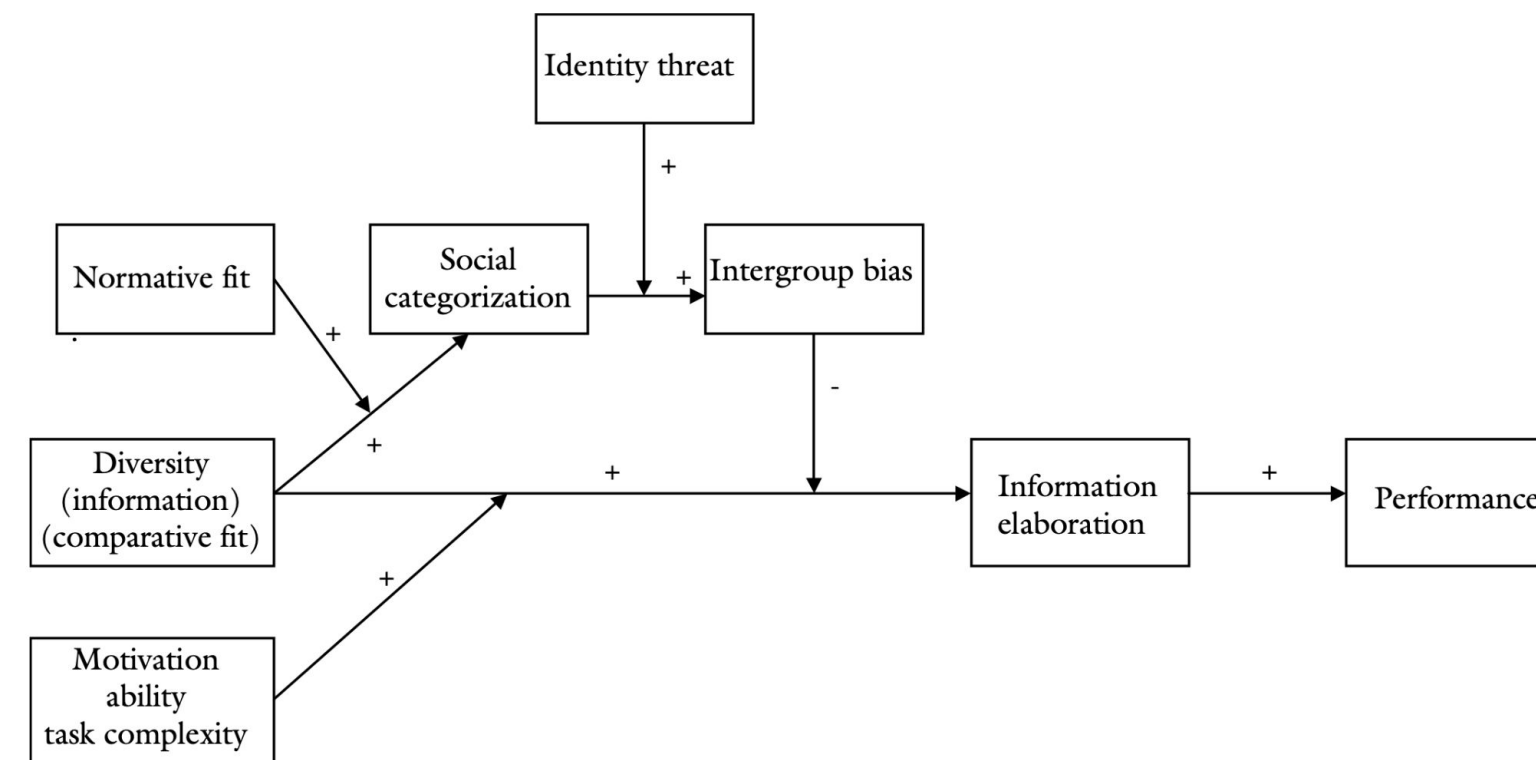 Identity threat
+
Normative fit
Social
categorization
+
Intergroup bias
+
-
+
Diversity
(information)
(comparative fit)
+
Information
elaboration
+
Performance
+
Motivation
ability
task complexity